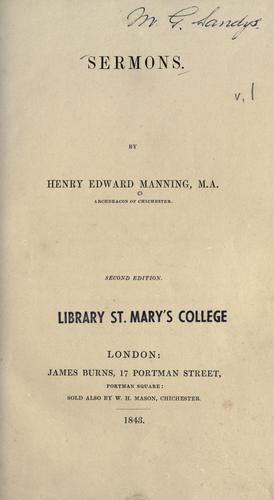 M. G. Sandys.
SERMONS.
v.1
BY
HENRY EDWARD MANNING, M.A.
ARCHDEACON OF CHICHESTER.
SECOND EDITION.
LIBRARY ST. MARY'S COLLEGE
LONDON:
JAMES BURNS, 17 PORTMAN STREET,
PORTMAN SQUARE:
SOLD ALSO BY W. H. MASON, CHICHESTER.
1843.